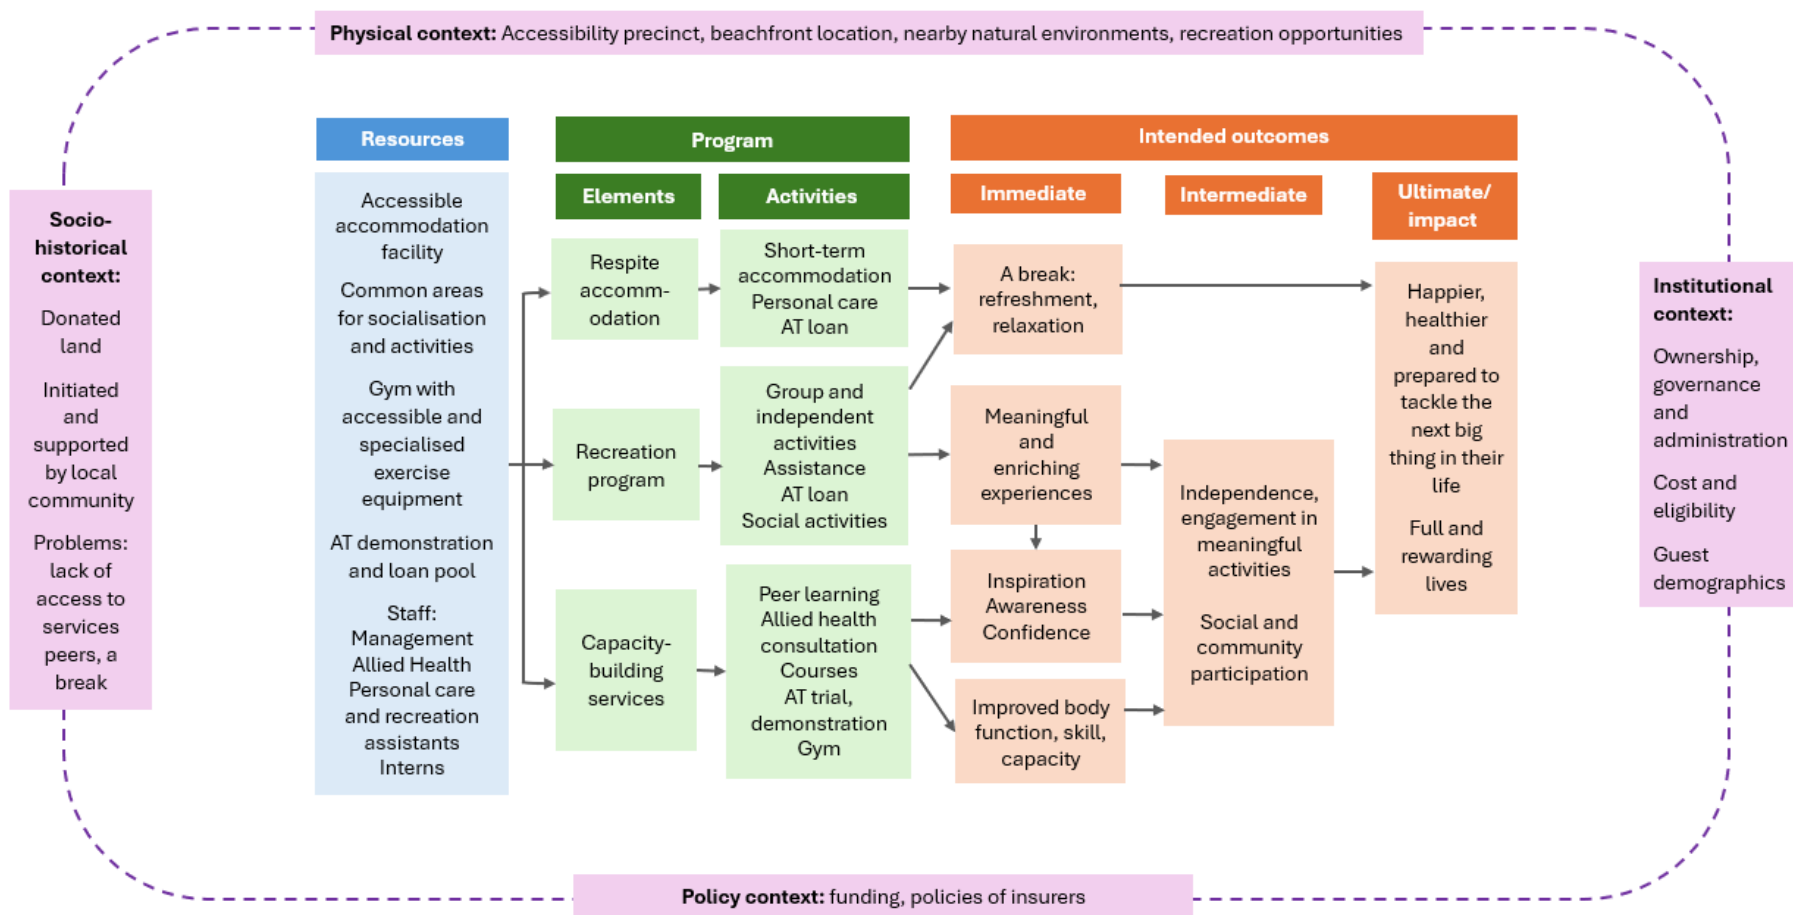 Physical context: Accessibility precinct, beachfront location, nearby natural environments, recreation opportunities
Socio-
historical
context:
Donated
land
Initiated
and
supported
by local
community
Problems:
lack of
access to
services
peers, a
break
Resources
Accessible
accommodation
facility
Common areas
for socialisation
and activities
Gym with
accessible and
specialised
exercise
equipment
AT demonstration
and loan pool
Staff:
Management
Allied Health
Personal care
and recreation
assistants
Interns
Program
Elements
Respite
accomm-
odation
Recreation
program
Capacity-
building
services
Activities
Short-term
accommodation
Personal care
AT loan
Group and
independent
activities
Assistance
AT loan
Social activities
Peer learning
Allied health
consultation
Courses
AT trial,
demonstration
Gym
Intended outcomes
Immediate
A break:
refreshment,
relaxation
Meaningful
and
enriching
experiences
Inspiration
Awareness
Confidence
Improved body
function, skill,
capacity
Intermediate
Independence,
engagement in
meaningful
activities
Social and
community
participation
Ultimate/
impact
Happier,
healthier
and
prepared to
tackle the
next big
thing in their
life
Full and
rewarding
lives
Institutional
context:
Ownership,
governance
and
administration
Cost and
eligibility
Guest
demographics
Policy context: funding, policies of insurers